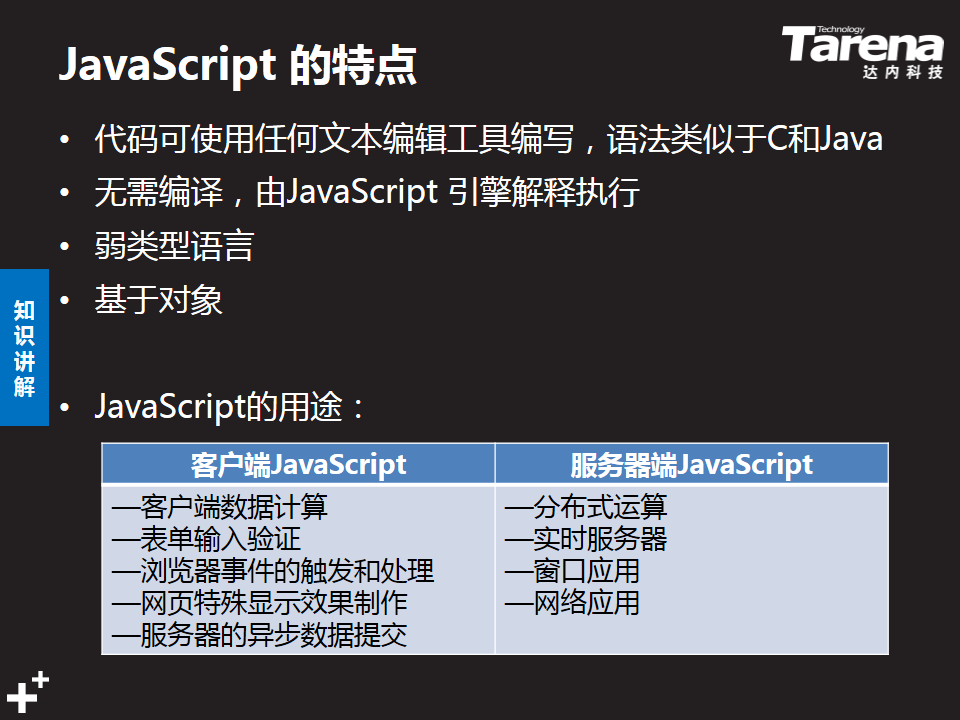 JavaScript 的特点
Technology
Tarena
达内科技
• 代码可使用任何文本编辑工具编写，语法类似于C和Java
• 无需编译，由JavaScript 引擎解释执行
• 弱类型语言
• 基于对象
知识讲解
• JavaScript的用途：
客户端JavaScript
服务器端JavaScript
—客户端数据计算
—表单输入验证
—浏览器事件的触发和处理
—网页特殊显示效果制作
—服务器的异步数据提交
—分布式运算
—实时服务器
—窗口应用
—网络应用